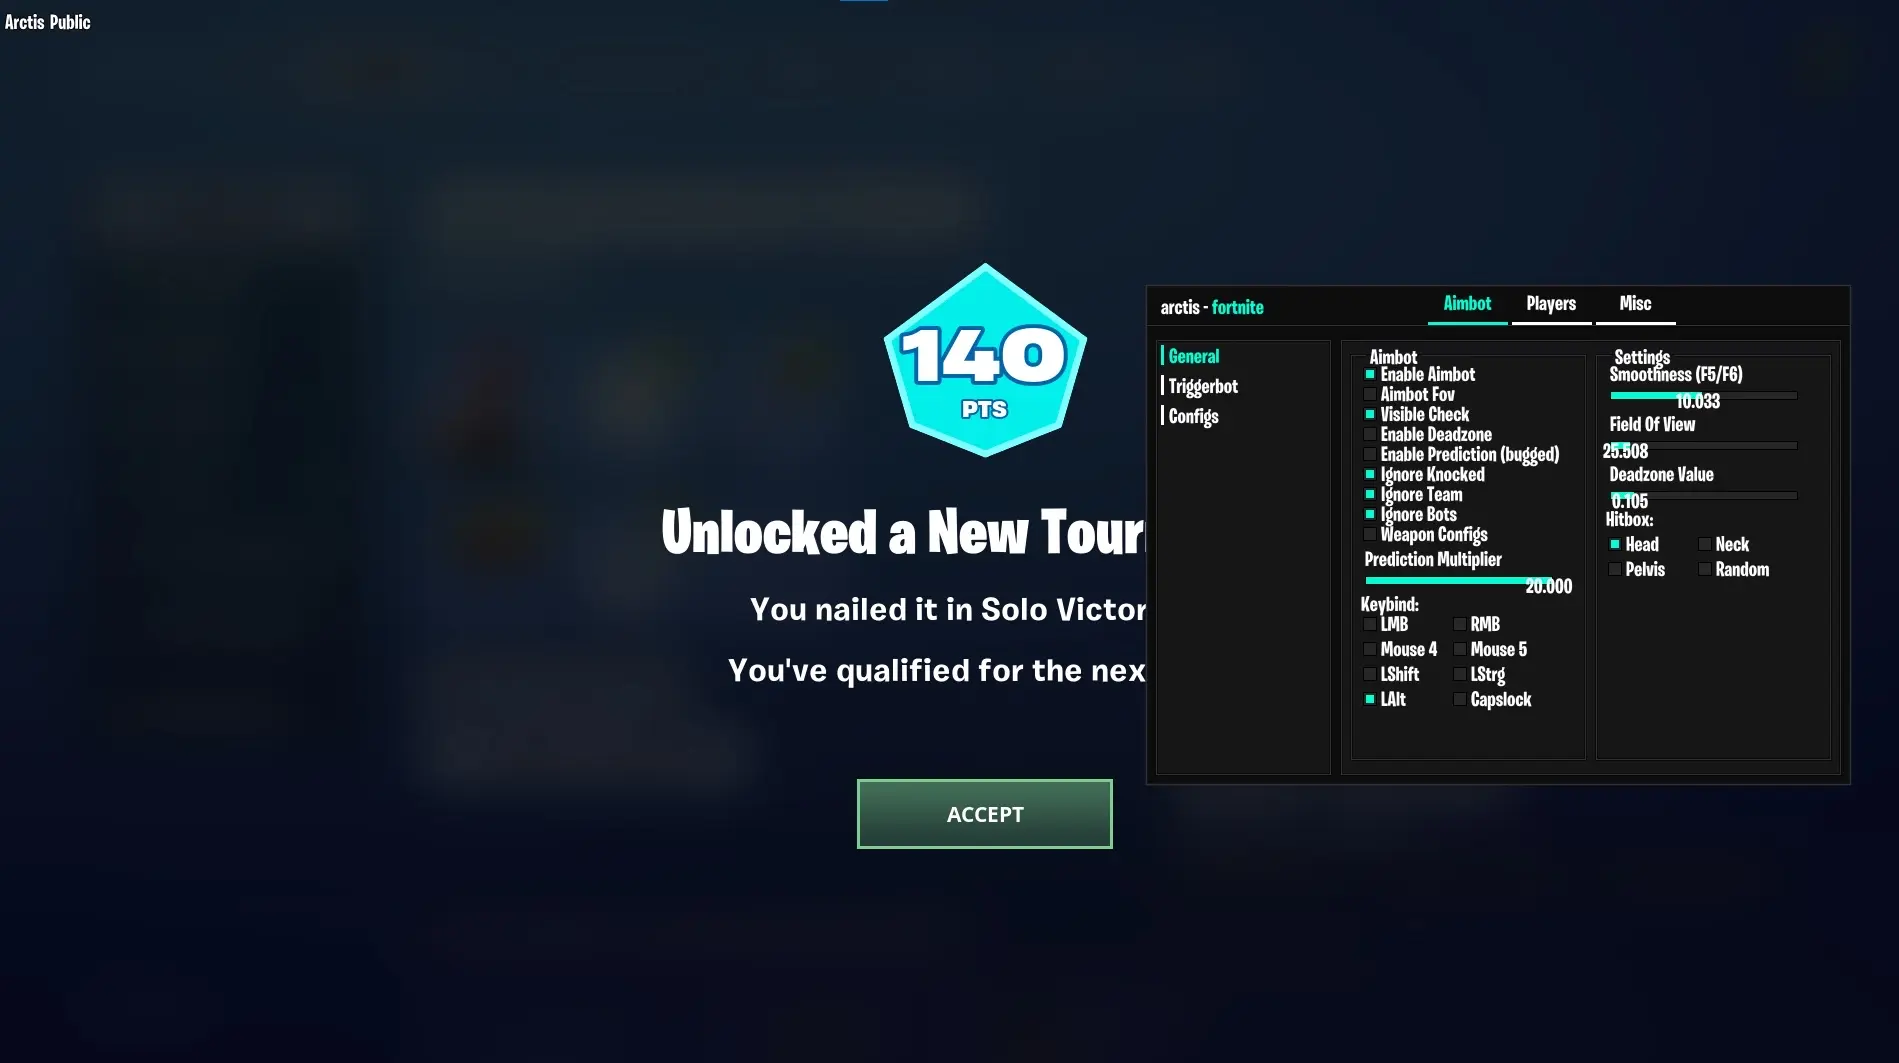 Arctis Public
140
PTS
Unlocked a New Tour
You nailed it in Solo Victor
You've qualified for the nex
ACCEPT
arctis - fortnite
Aimbot Players Misc
General
Triggerbot
Configs
Aimbot
Enable Aimbot
Aimbot Fov
Visible Check
Enable Deadzone
Enable Prediction (bugged)
Ignore Knocked
Ignore Team
Ignore Bots
Weapon Configs
Prediction Multiplier
20.000
Keybind:
LMB RMB
Mouse 4 Mouse 5
LShift LStrg
LAlt Capslock
Settings
Smoothness (F5/F6)
10.033
Field Of View
25.508
Deadzone Value
0.105
Hitbox:
Head Neck
Pelvis Random